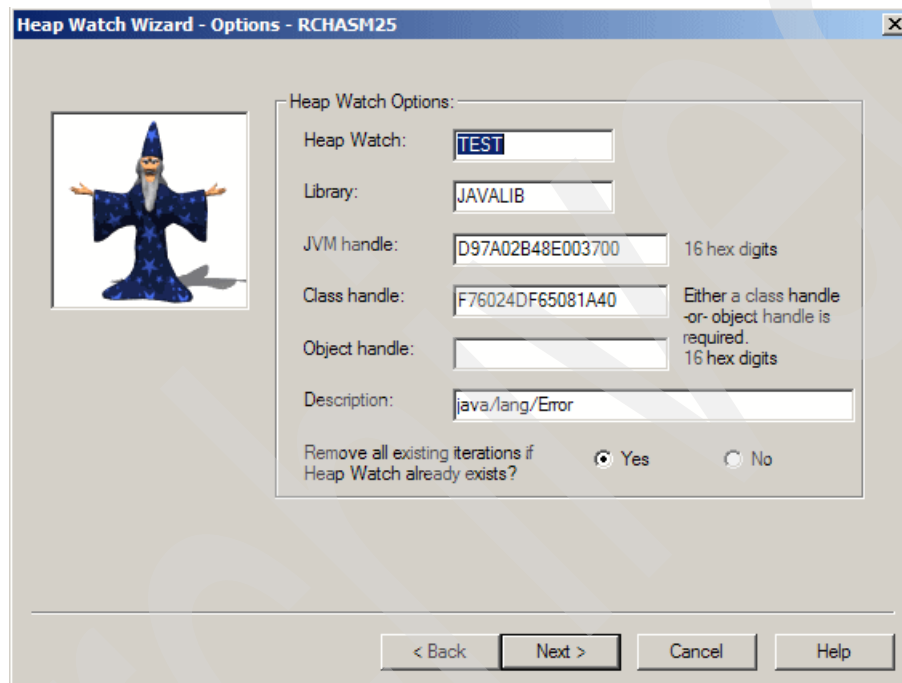 Heap Watch Wizard - Options - RCHASM25
Heap Watch Options:
Heap Watch: TEST
Library: JAVALIB
JVM handle: D97A02B48E003700 16 hex digits
Class handle: F76024DF65081A40 Either a class handle
-or- object handle is
required.
Object handle: 16 hex digits
Description: java/lang/Error
Remove all existing iterations if
Heap Watch already exists? Yes No
< Back Next > Cancel Help